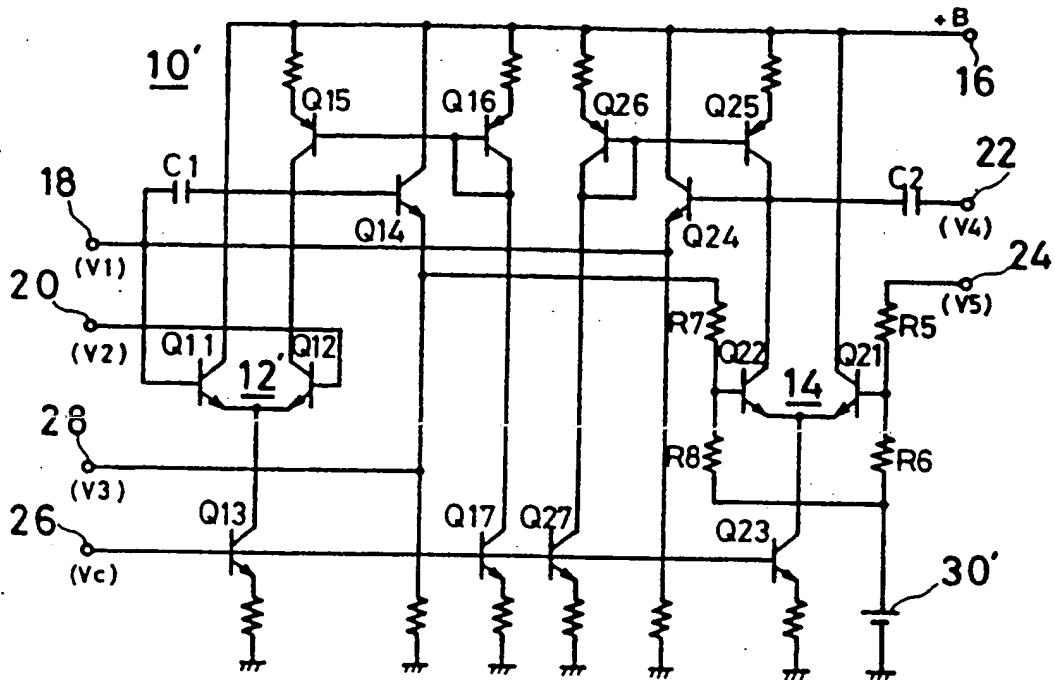 +B
10'
16
Q15
Q16
Q26
Q25
C1
C2
22
18
(V1)
Q14
Q24
(V4)
24
20
(V2)
(V5)
R7
R5
Q11
12'
Q12
Q22
14
Q21
28
(V3)
R8
R6
26
(Vc)
Q13
Q17
Q27
Q23
30'